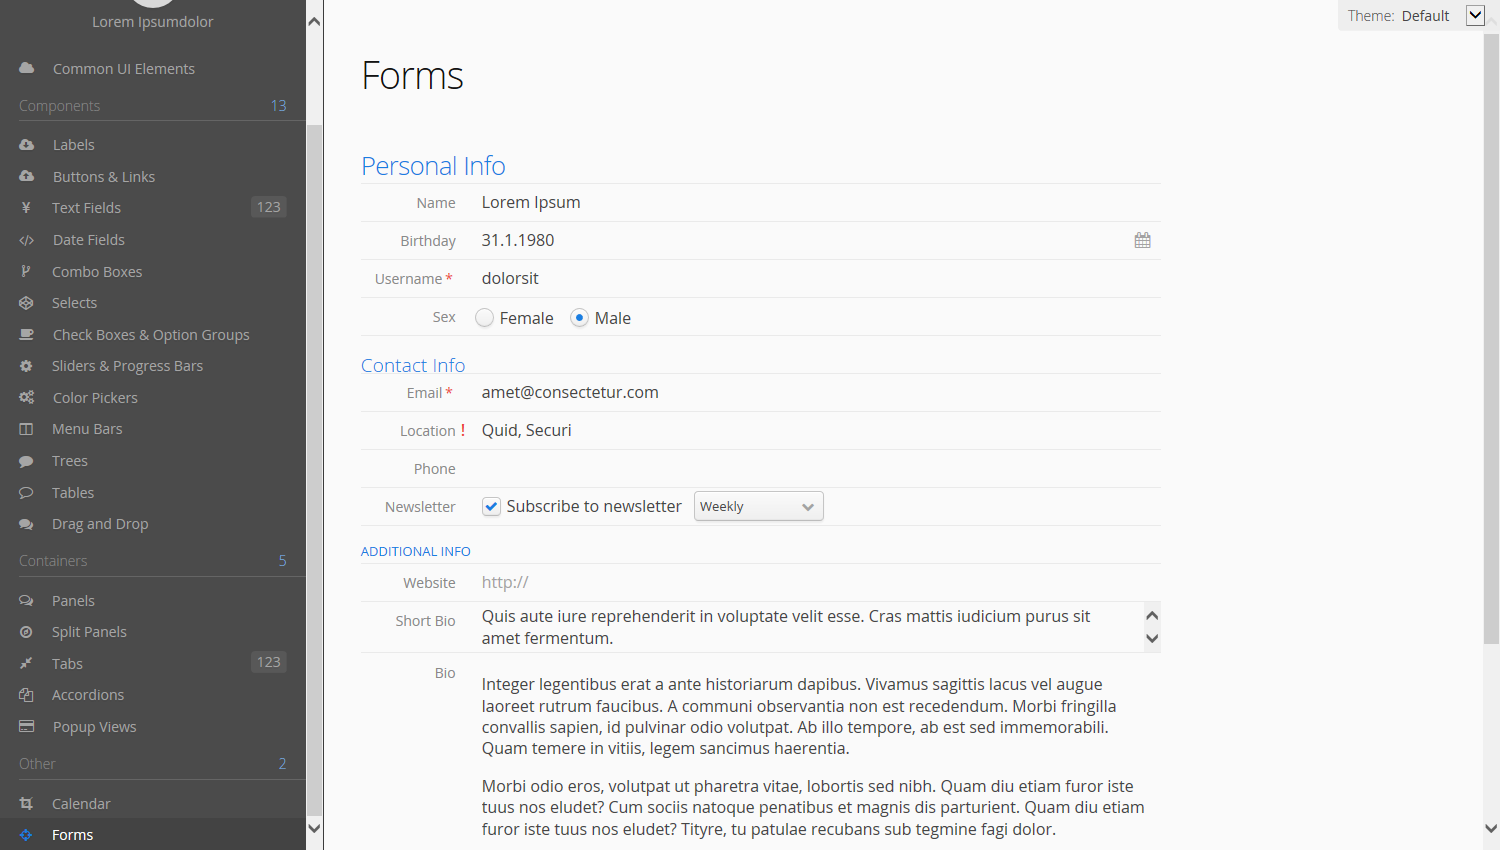 Lorem Ipsumdolor
Common UI Elements
Components 13
Labels
Buttons & Links
Text Fields 123
Date Fields
Combo Boxes
Selects
Check Boxes & Option Groups
Sliders & Progress Bars
Color Pickers
Menu Bars
Trees
Tables
Drag and Drop
Containers 5
Panels
Split Panels
Tabs 123
Accordions
Popup Views
Other 2
Calendar
Forms
Theme: Default
Forms
Personal Info
Name Lorem Ipsum
Birthday 31.1.1980
Username * dolorsit
Sex Female Male
Contact Info
Email * amet@consectetur.com
Location ! Quid, Securi
Phone
Newsletter Subscribe to newsletter Weekly
ADDITIONAL INFO
Website http://
Short Bio Quis aute iure reprehenderit in voluptate velit esse. Cras mattis iudicium purus sit
amet fermentum.
Bio
Integer legentibus erat a ante historiarum dapibus. Vivamus sagittis lacus vel augue
laoreet rutrum faucibus. A communi observantia non est recedendum. Morbi fringilla
convallis sapien, id pulvinar odio volutpat. Ab illo tempore, ab est sed immemorabili.
Quam temere in vitiis, legem sancimus haerentia.
Morbi odio eros, volutpat ut pharetra vitae, lobortis sed nibh. Quam diu etiam furor iste
tuus nos eludet? Cum sociis natoque penatibus et magnis dis parturient. Quam diu etiam
furor iste tuus nos eludet? Tityre, tu patulae recubans sub tegmine fagi dolor.